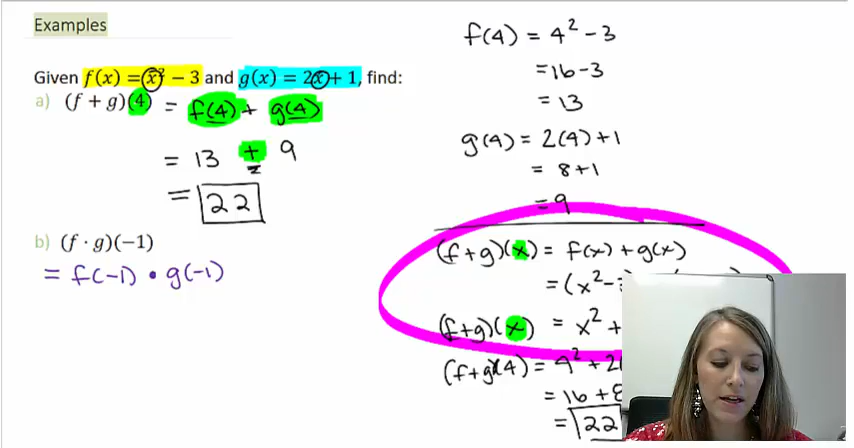 Examples
Given f(x) = x² − 3 and g(x) = 2x + 1, find:
a) (f + g)(4) = f(4) + g(4)
= 13 + 9
= 22
b) (f · g)(−1)
= f(−1) • g(−1)
f(4) = 4² − 3
= 16 − 3
= 13
g(4) = 2(4) + 1
= 8 + 1
= 9
(f+g)(x) = f(x) + g(x)
= (x² −
(f+g)(x) = x² +
(f+g)(4) = 4² + 2(
= 16 + 8
= 22